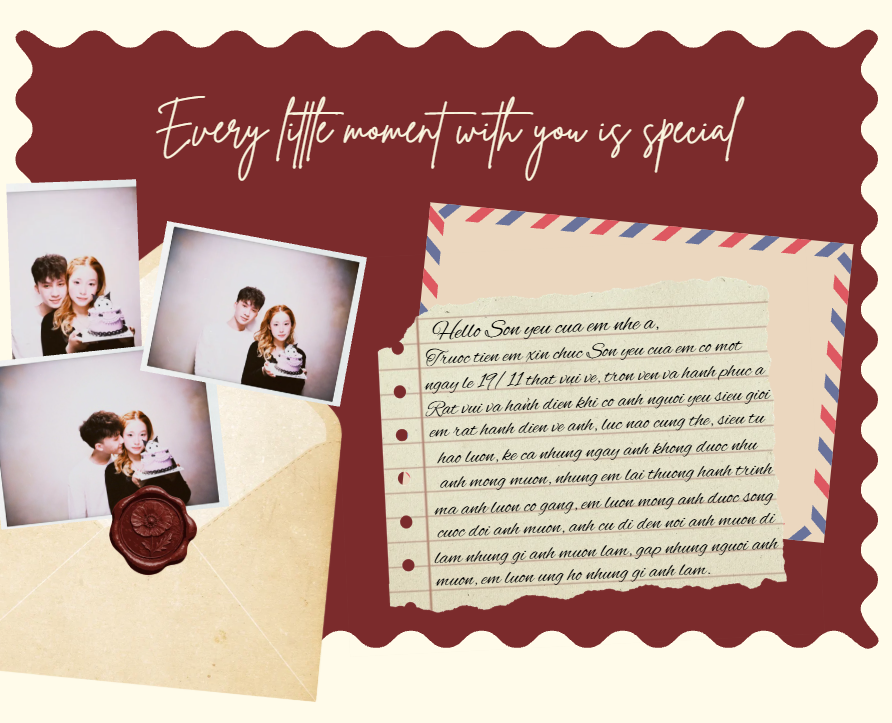 Every little moment with you is special
Hello Son yeu cua em nhe a,
Truoc tien em xin chuc Son yeu cua em co mot
ngay le 19/11 that vui ve, tron ven va hanh phuc a
Rat vui va hảnh dien khi co anh nguoi yeu sieu gioi
em rat hanh dien ve anh, luc nao cung the, sieu tu
hao luon, ke ca nhung ngay anh khong duoc nhu
anh mong muon, nhung em lai thuong hanh trinh
ma anh luon co gang, em luon mong anh duoc song
cuoc doi anh muon, anh cu di den noi anh muon di
lam nhung gi anh muon lam, gap nhung nguoi anh
muon, em luon ung ho nhung gi anh lam.